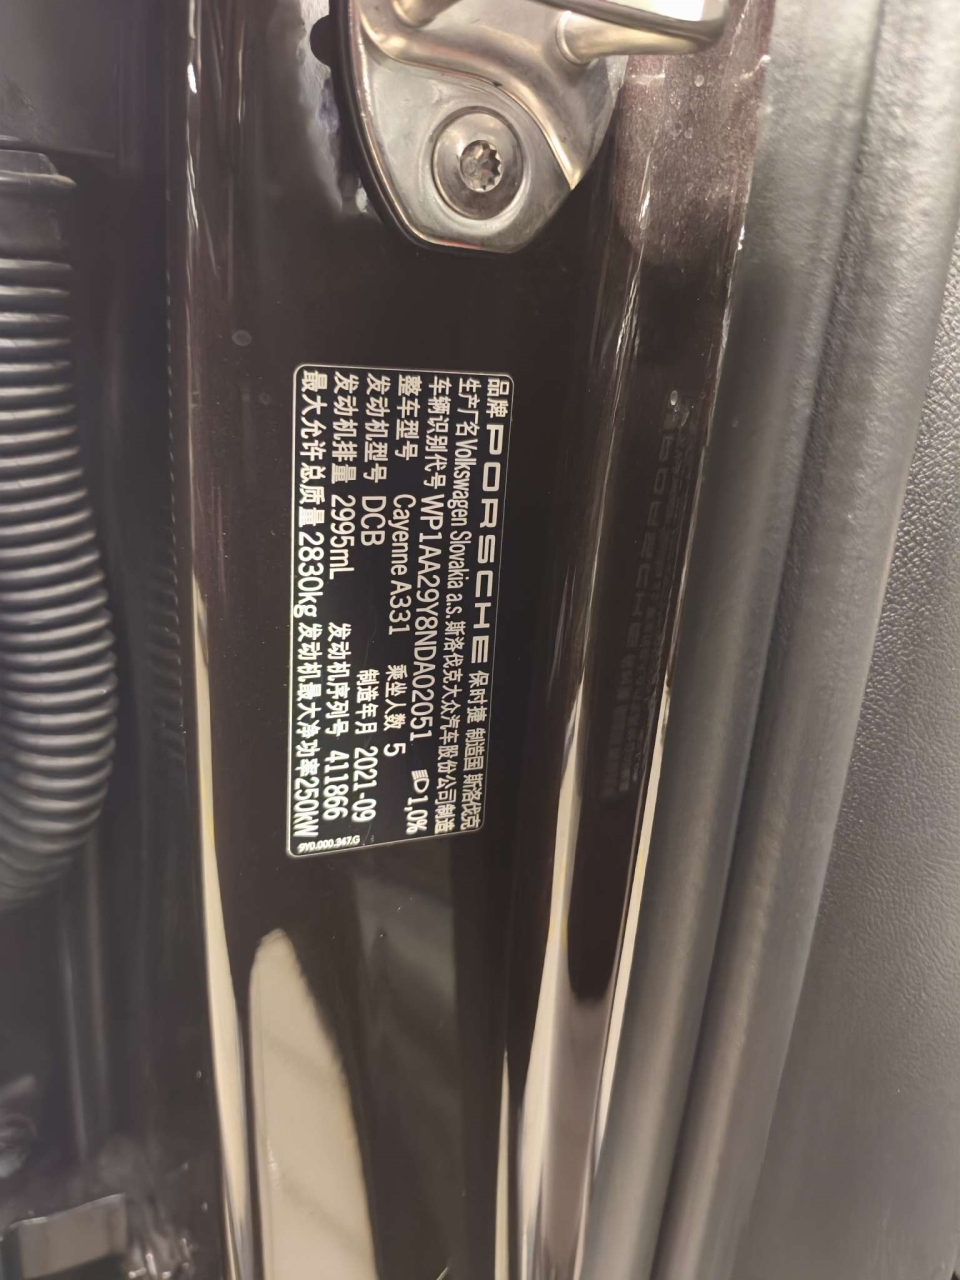 品牌 PORSCHE 保时捷 制造国 斯洛伐克
生产厂名 Volkswagen Slovakia a.s. 斯洛伐克大众汽车股份公司制造
车辆识别代号 WP1AA29Y8NDA02051
整车型号 Cayenne A331 乘坐人数 5 1,0%
发动机型号 DCB 制造年月 2021-09
发动机排量 2995mL 发动机序列号 411866
最大允许总质量 2830kg 发动机最大净功率 250kW
9Y0.000.347.G